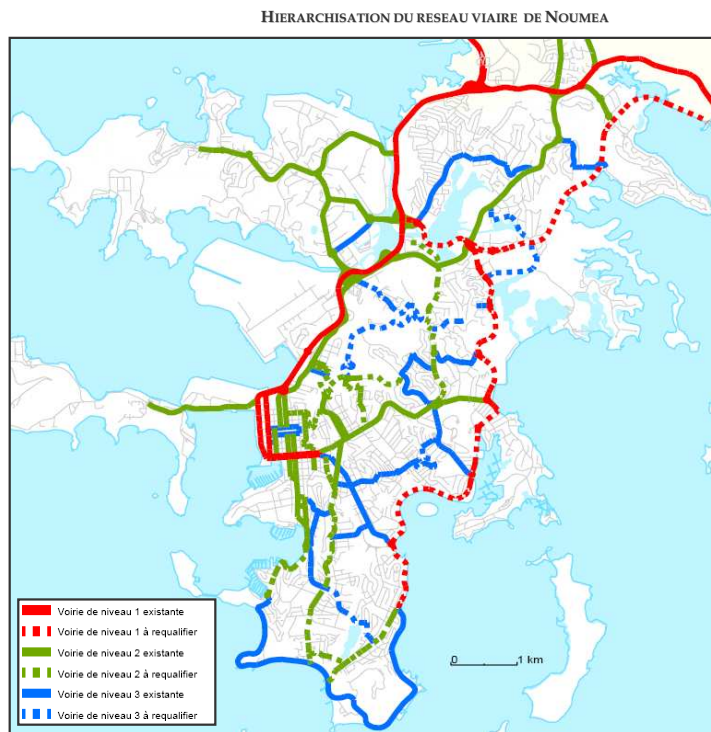 HIERARCHISATION DU RESEAU VIAIRE DE NOUMEA
Voirie de niveau 1 existante
Voirie de niveau 1 à requalifier
Voirie de niveau 2 existante
Voirie de niveau 2 à requalifier
Voirie de niveau 3 existante
Voirie de niveau 3 à requalifier
0 1 km